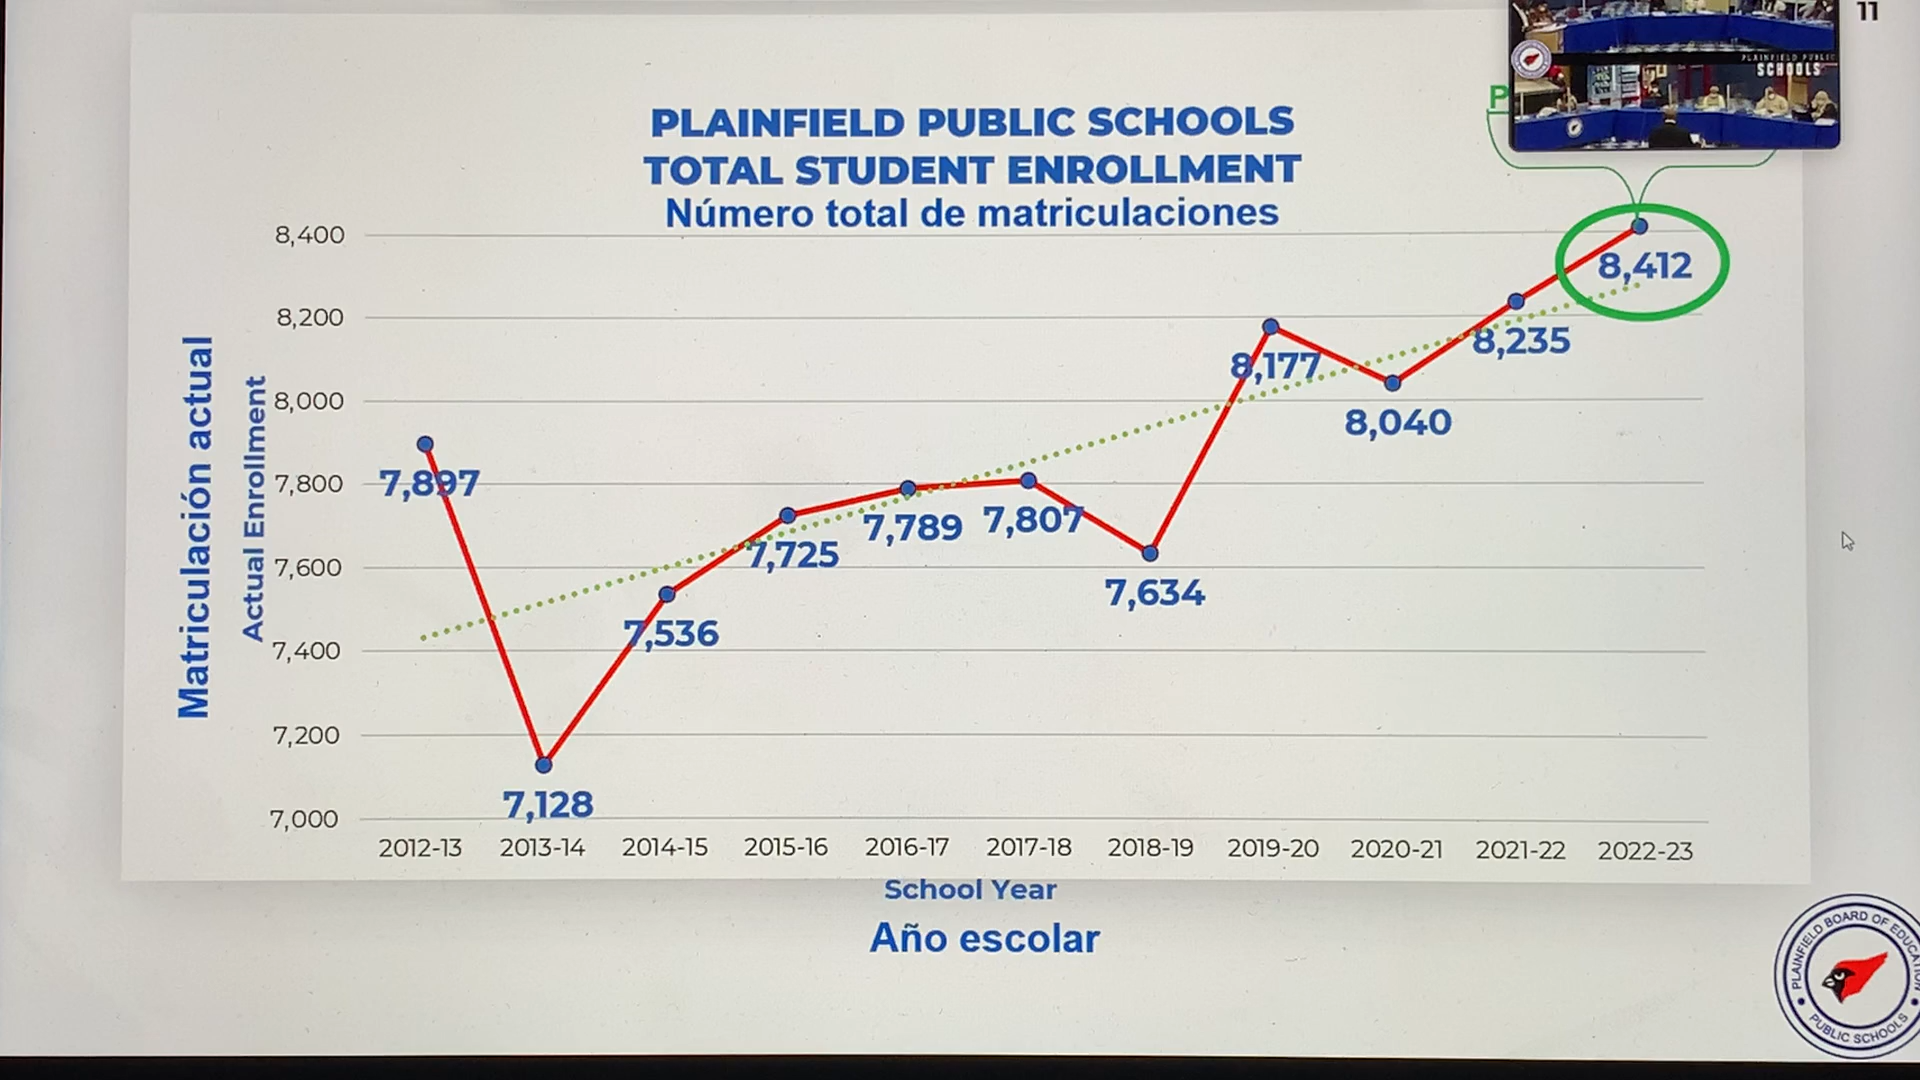 11
PLAINFIELD PUBLIC
SCHOOLS
P
PLAINFIELD PUBLIC SCHOOLS
TOTAL STUDENT ENROLLMENT
Número total de matriculaciones
Matriculación actual
Actual Enrollment
8,400
8,200
8,000
7,800
7,600
7,400
7,200
7,000
7,897
7,128
7,536
7,725
7,789
7,807
7,634
8,177
8,040
8,235
8,412
2012-13
2013-14
2014-15
2015-16
2016-17
2017-18
2018-19
2019-20
2020-21
2021-22
2022-23
School Year
Año escolar
PLAINFIELD BOARD OF EDUCATION
PUBLIC SCHOOLS